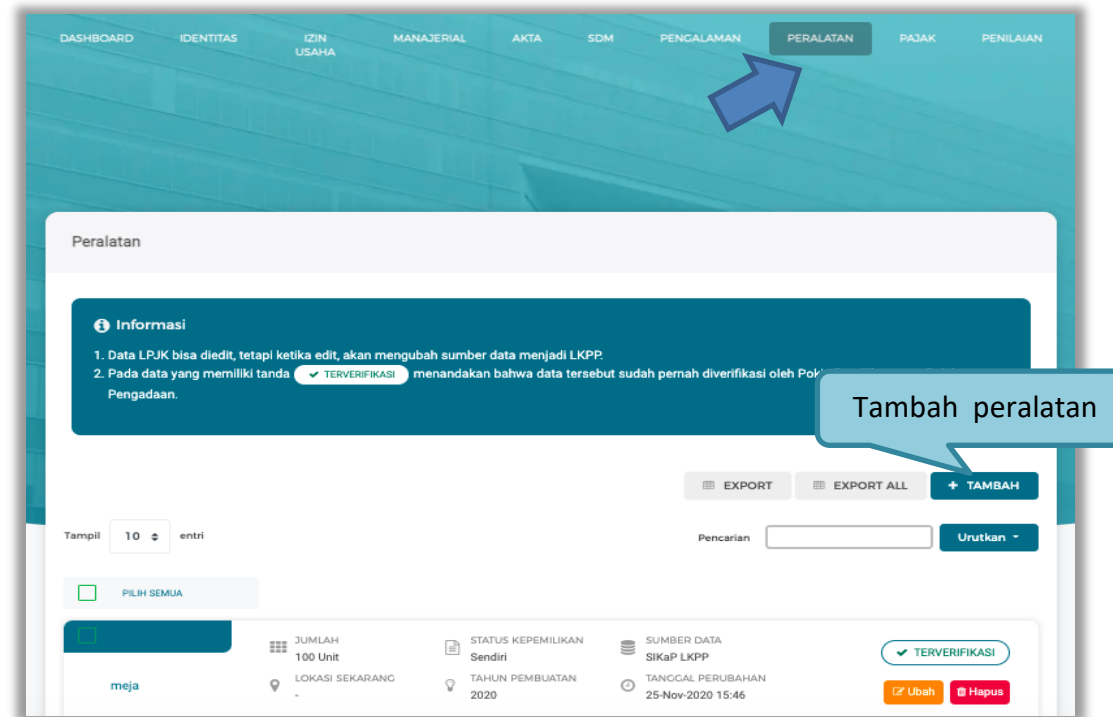 DASHBOARD IDENTITAS IZIN USAHA MANAJERIAL AKTA SDM PENGALAMAN PERALATAN PAJAK PENILAIAN
Peralatan
Informasi
1. Data LPJK bisa diedit, tetapi ketika edit, akan mengubah sumber data menjadi LKPP.
2. Pada data yang memiliki tanda TERVERIFIKASI menandakan bahwa data tersebut sudah pernah diverifikasi oleh
Pengadaan.
Tambah peralatan
EXPORT EXPORT ALL + TAMBAH
Tampil 10 entri Pencarian Urutkan
PILIH SEMUA
JUMLAH STATUS KEPEMILIKAN SUMBER DATA
100 Unit Sendiri SIKaP LKPP TERVERIFIKASI
LOKASI SEKARANG TAHUN PEMBUATAN TANGGAL PERUBAHAN
meja - 2020 25-Nov-2020 15:46 Ubah Hapus